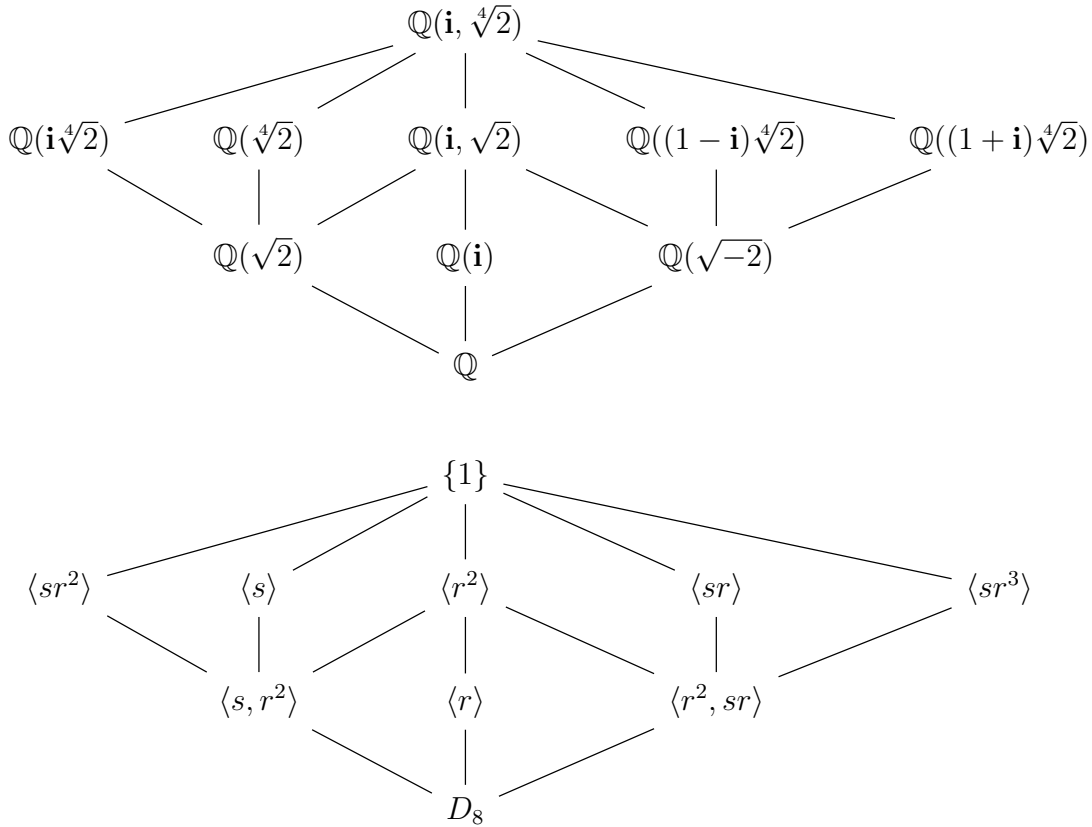 ℚ(𝐢, ∜2)
ℚ(𝐢∜2) ℚ(∜2) ℚ(𝐢, √2) ℚ((1 − 𝐢)∜2) ℚ((1 + 𝐢)∜2)
ℚ(√2) ℚ(𝐢) ℚ(√−2)
ℚ
{1}
⟨sr²⟩ ⟨s⟩ ⟨r²⟩ ⟨sr⟩ ⟨sr³⟩
⟨s, r²⟩ ⟨r⟩ ⟨r², sr⟩
D₈